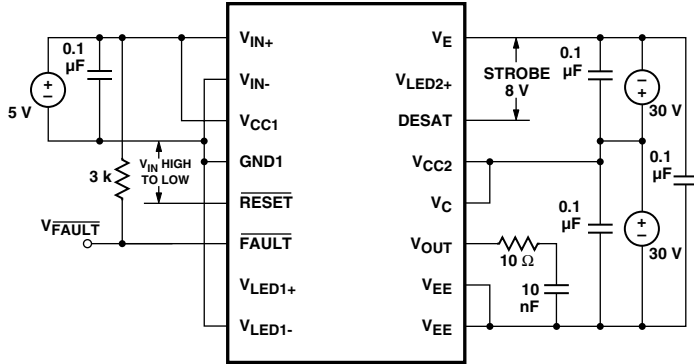 0.1
µF
5 V
+
−
3 k
V_IN HIGH
TO LOW
V_FAULT
V_IN+
V_IN-
V_CC1
GND1
RESET
FAULT
V_LED1+
V_LED1-
V_E
V_LED2+
DESAT
V_CC2
V_C
V_OUT
V_EE
V_EE
STROBE
8 V
10 Ω
10
nF
0.1
µF
0.1
µF
−
+
30 V
+
−
30 V
0.1
µF